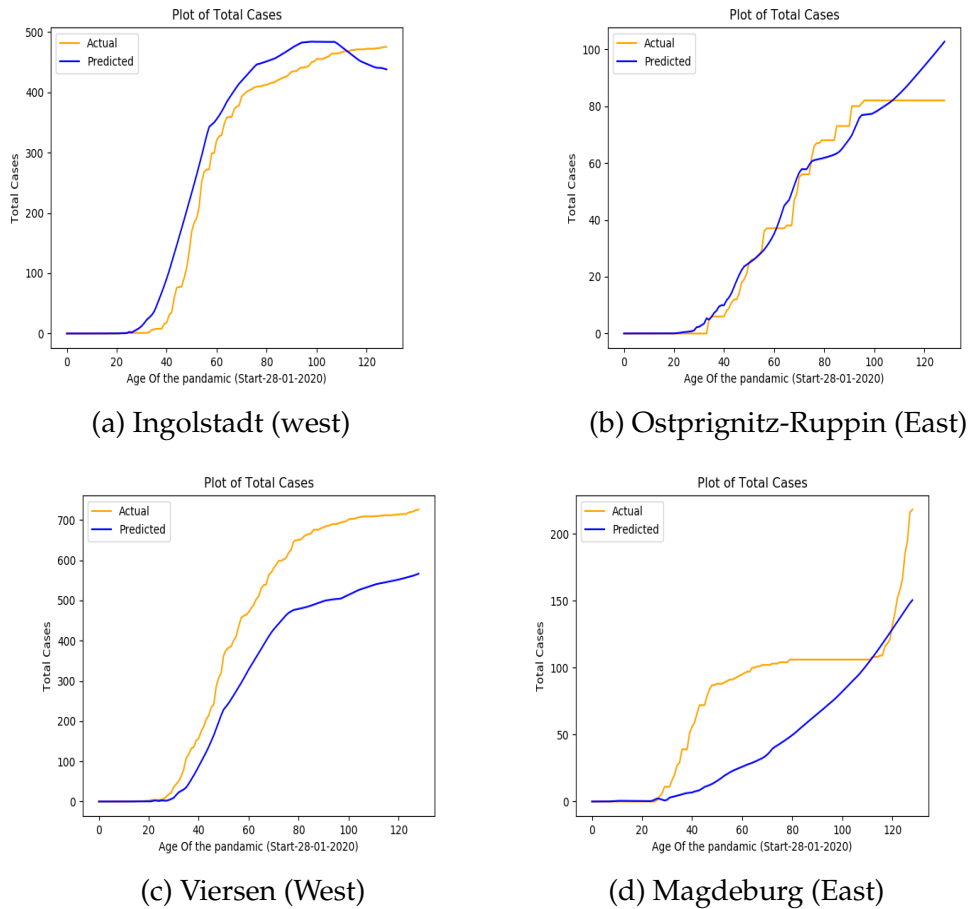 Plot of Total Cases
Actual
Predicted
Total Cases
500
400
300
200
100
0
0 20 40 60 80 100 120
Age Of the pandamic (Start-28-01-2020)
(a) Ingolstadt (west)
Plot of Total Cases
Actual
Predicted
Total Cases
100
80
60
40
20
0
0 20 40 60 80 100 120
Age Of the pandamic (Start-28-01-2020)
(b) Ostprignitz-Ruppin (East)
Plot of Total Cases
Actual
Predicted
Total Cases
700
600
500
400
300
200
100
0
0 20 40 60 80 100 120
Age Of the pandamic (Start-28-01-2020)
(c) Viersen (West)
Plot of Total Cases
Actual
Predicted
Total Cases
200
150
100
50
0
0 20 40 60 80 100 120
Age Of the pandamic (Start-28-01-2020)
(d) Magdeburg (East)